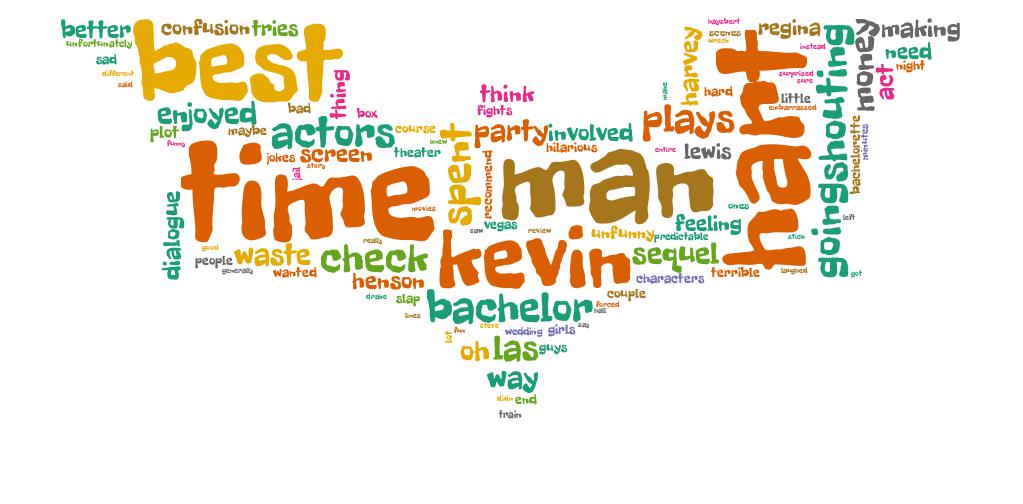 better
unfortunately
sad
different
said
confusion
tries
best
thing
box
enjoyed
bad
plot
funny
maybe
actors
course
knew
think
fights
spent
party
involved
hilarious
plays
harvey
haysbert
scenes
wreck
regina
instead
surprised
sure
making
money
need
night
act
make
hard
little
embarrassed
hart
going
shouting
bachelorette
minutes
jokes
screen
story
jail
theater
time
movies
recommend
man
entire
lewis
ones
left
dialogue
good
people
generally
waste
wanted
really
check
henson
saw
vegas
review
kevin
unfunny
predictable
feeling
sequel
stick
terrible
laughed
got
characters
drake
slap
lines
bachelor
couple
forced
hall
lot
fun
steve
wedding
girls
say
oh
las
guys
way
didn
end
train